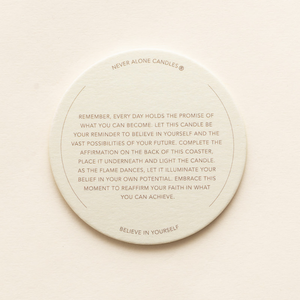 NEVER ALONE CANDLES®
REMEMBER, EVERY DAY HOLDS THE PROMISE OF
WHAT YOU CAN BECOME. LET THIS CANDLE BE
YOUR REMINDER TO BELIEVE IN YOURSELF AND THE
VAST POSSIBILITIES OF YOUR FUTURE. COMPLETE THE
AFFIRMATION ON THE BACK OF THIS COASTER,
PLACE IT UNDERNEATH AND LIGHT THE CANDLE.
AS THE FLAME DANCES, LET IT ILLUMINATE YOUR
BELIEF IN YOUR OWN POTENTIAL. EMBRACE THIS
MOMENT TO REAFFIRM YOUR FAITH IN WHAT
YOU CAN ACHIEVE.
BELIEVE IN YOURSELF